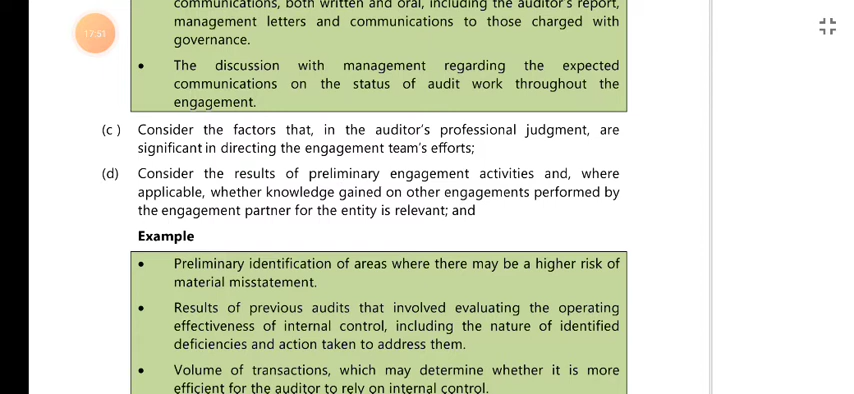 communications, both written and oral, including the auditor's report,
17:51
management letters and communications to those charged with
governance.
• The discussion with management regarding the expected
communications on the status of audit work throughout the
engagement.
(c ) Consider the factors that, in the auditor's professional judgment, are
significant in directing the engagement team's efforts;
(d) Consider the results of preliminary engagement activities and, where
applicable, whether knowledge gained on other engagements performed by
the engagement partner for the entity is relevant; and
Example
• Preliminary identification of areas where there may be a higher risk of
material misstatement.
• Results of previous audits that involved evaluating the operating
effectiveness of internal control, including the nature of identified
deficiencies and action taken to address them.
• Volume of transactions, which may determine whether it is more
efficient for the auditor to rely on internal control.